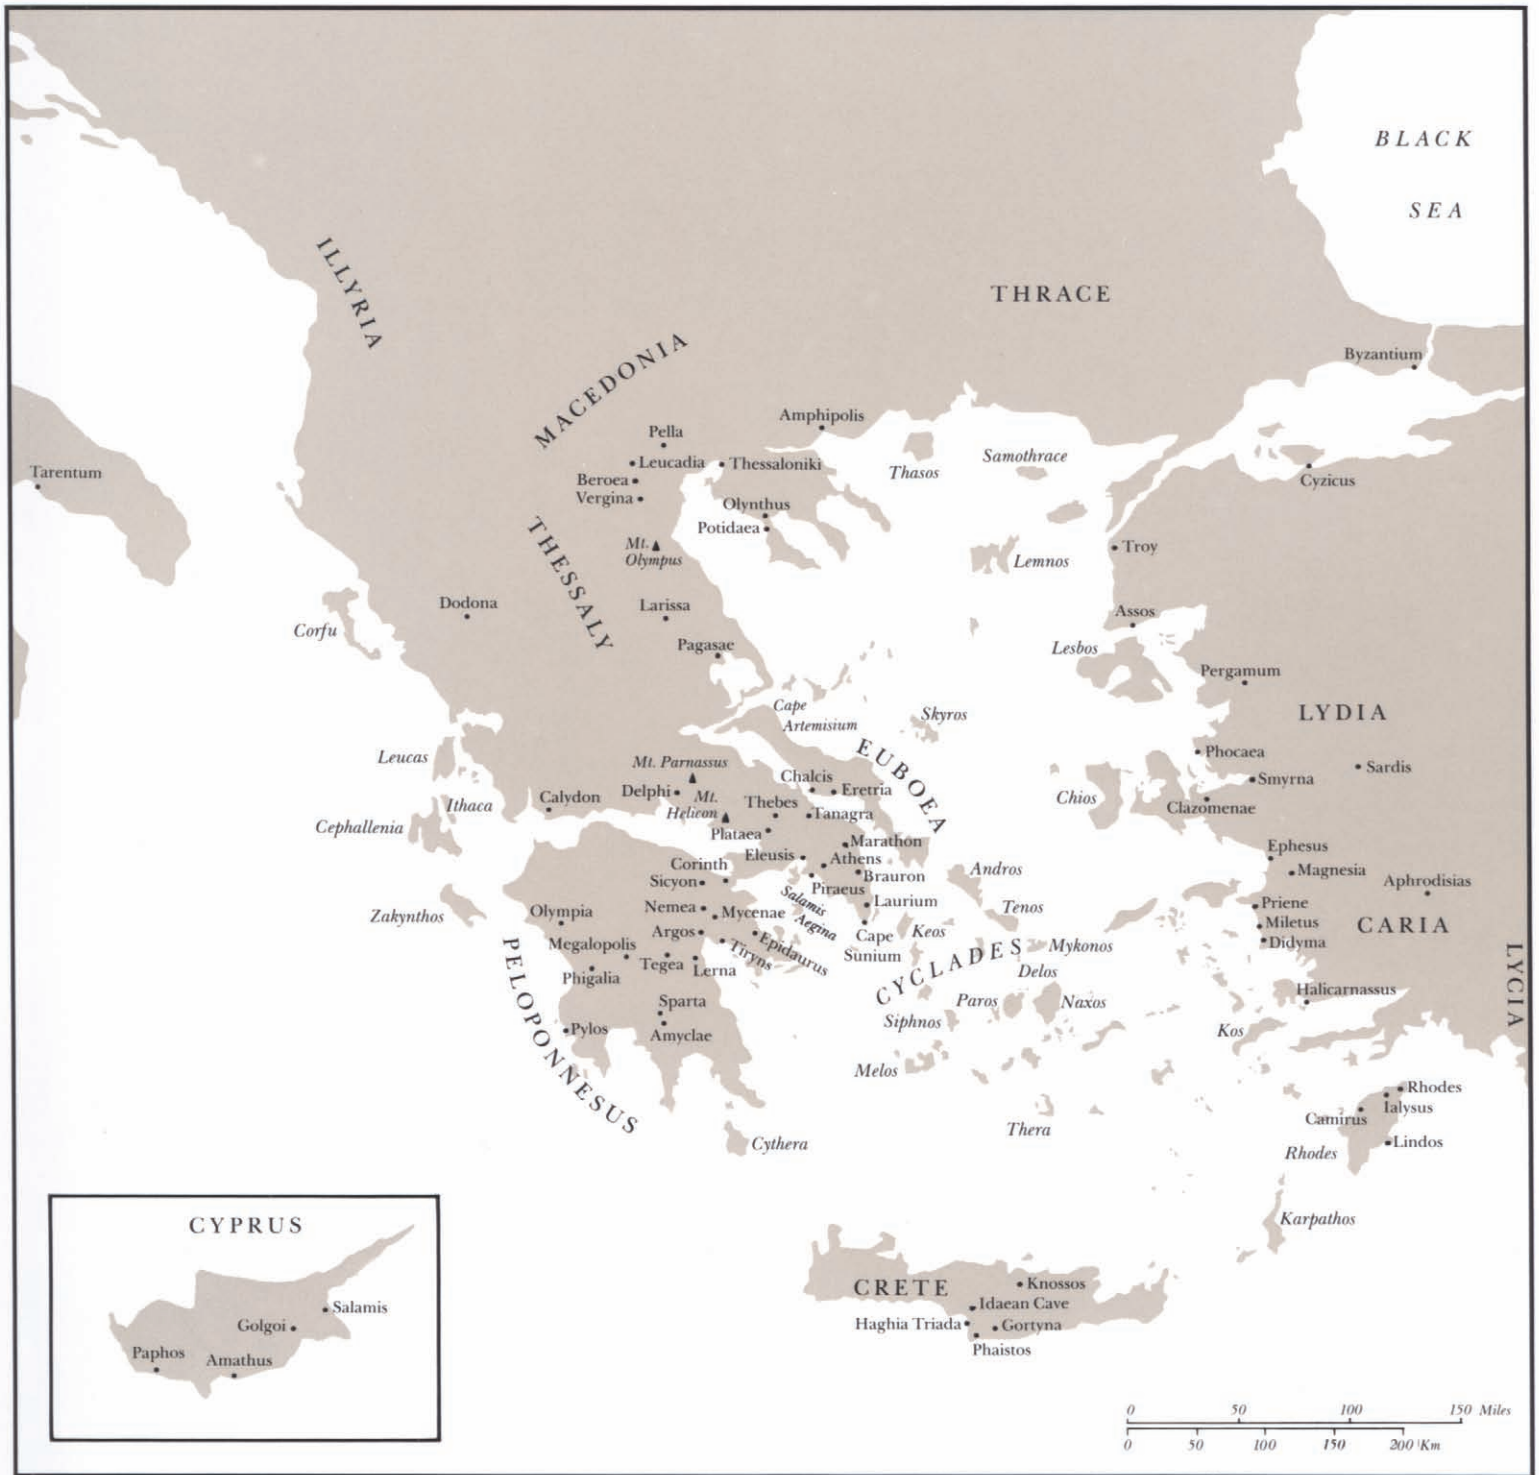 BLACK
SEA
ILLYRIA
THRACE
MACEDONIA
Byzantium
Amphipolis
Pella
Leucadia
Thessaloniki
Samothrace
Thasos
Tarentum
Beroea
Cyzicus
Vergina
Olynthus
Potidaea
THESSALY
Mt.
Olympus
Troy
Lemnos
Dodona
Larissa
Assos
Corfu
Pagasae
Lesbos
Pergamum
Cape
Artemisium
Skyros
LYDIA
EUBOEA
Leucas
Mt. Parnassus
Phocaea
Sardis
Chalcis
Smyrna
Delphi
Eretria
Mt.
Helicon
Calydon
Ithaca
Thebes
Chios
Clazomenae
Tanagra
Cephallenia
Plataea
Marathon
Ephesus
Eleusis
Athens
Corinth
Andros
Magnesia
Brauron
Sicyon
Aphrodisias
Piraeus
Salamis
Laurium
Priene
Nemea
Mycenae
Tenos
Zakynthos
Olympia
Aegina
Miletus
CARIA
Argos
Cape
Sunium
Keos
Epidaurus
Didyma
Megalopolis
Tiryns
Mykonos
CYCLADES
LYCIA
Tegea
Lerna
Delos
Phigalia
Halicarnassus
PELOPONNESUS
Sparta
Paros
Naxos
Siphnos
Pylos
Amyclae
Kos
Melos
Rhodes
Ialysus
Camirus
Thera
Cythera
Lindos
Rhodes
Karpathos
CYPRUS
Salamis
Golgoi
Paphos
Amathus
CRETE
Knossos
Idaean Cave
Haghia Triada
Gortyna
Phaistos
0 50 100 150 Miles
0 50 100 150 200 Km